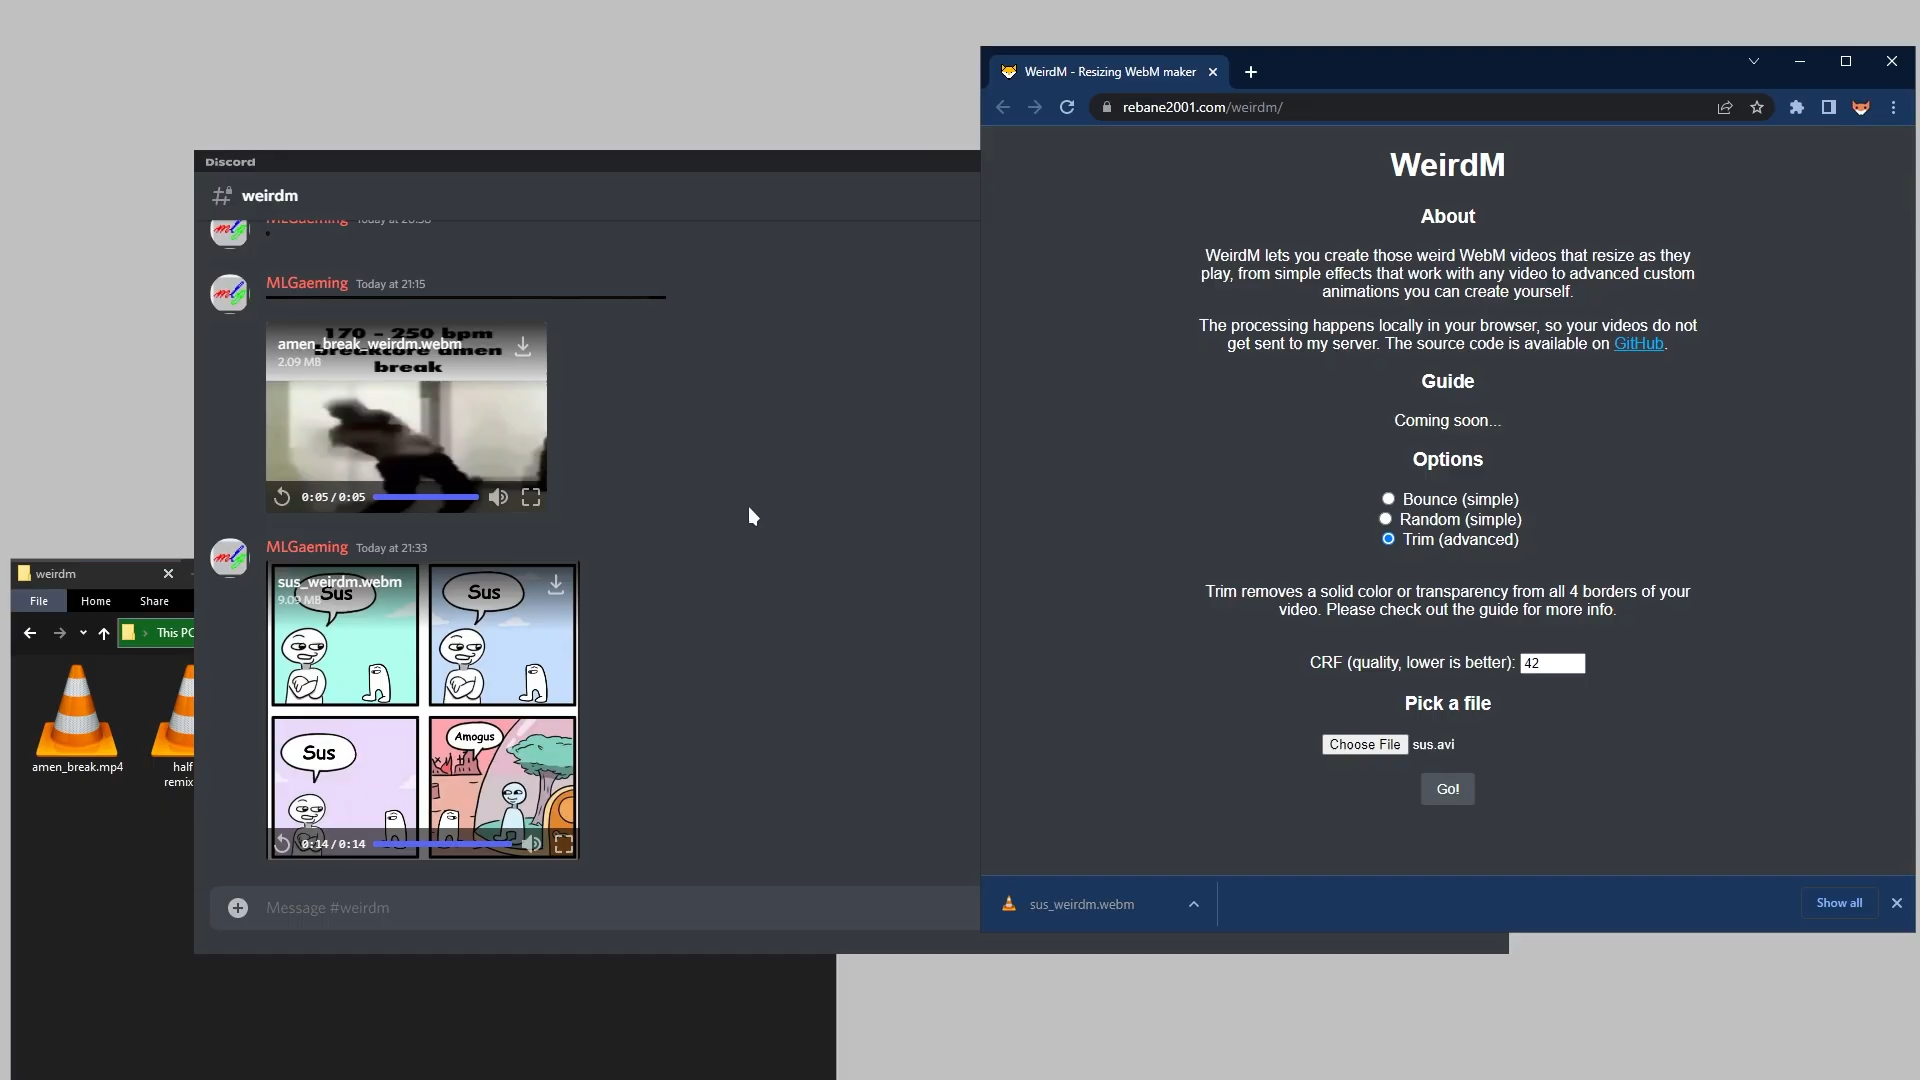 WeirdM - Resizing WebM maker
rebane2001.com/weirdm/
WeirdM
About
WeirdM lets you create those weird WebM videos that resize as they
play, from simple effects that work with any video to advanced custom
animations you can create yourself.
The processing happens locally in your browser, so your videos do not
get sent to my server. The source code is available on GitHub.
Guide
Coming soon...
Options
Bounce (simple)
Random (simple)
Trim (advanced)
Trim removes a solid color or transparency from all 4 borders of your
video. Please check out the guide for more info.
CRF (quality, lower is better): 42
Pick a file
Choose File sus.avi
Go!
sus_weirdm.webm
Show all
Discord
weirdm
MLGaeming Today at
MLGaeming Today at 21:15
170 - 250 bpm
breakcore amen
break
amen_break_weirdm.webm
2.09 MB
0:05/0:05
MLGaeming Today at 21:33
sus_weirdm.webm
9.09 MB
Sus
Sus
Sus
Amogus
0:14/0:14
Message #weirdm
weirdm
File Home Share
This PC
amen_break.mp4
half
remix